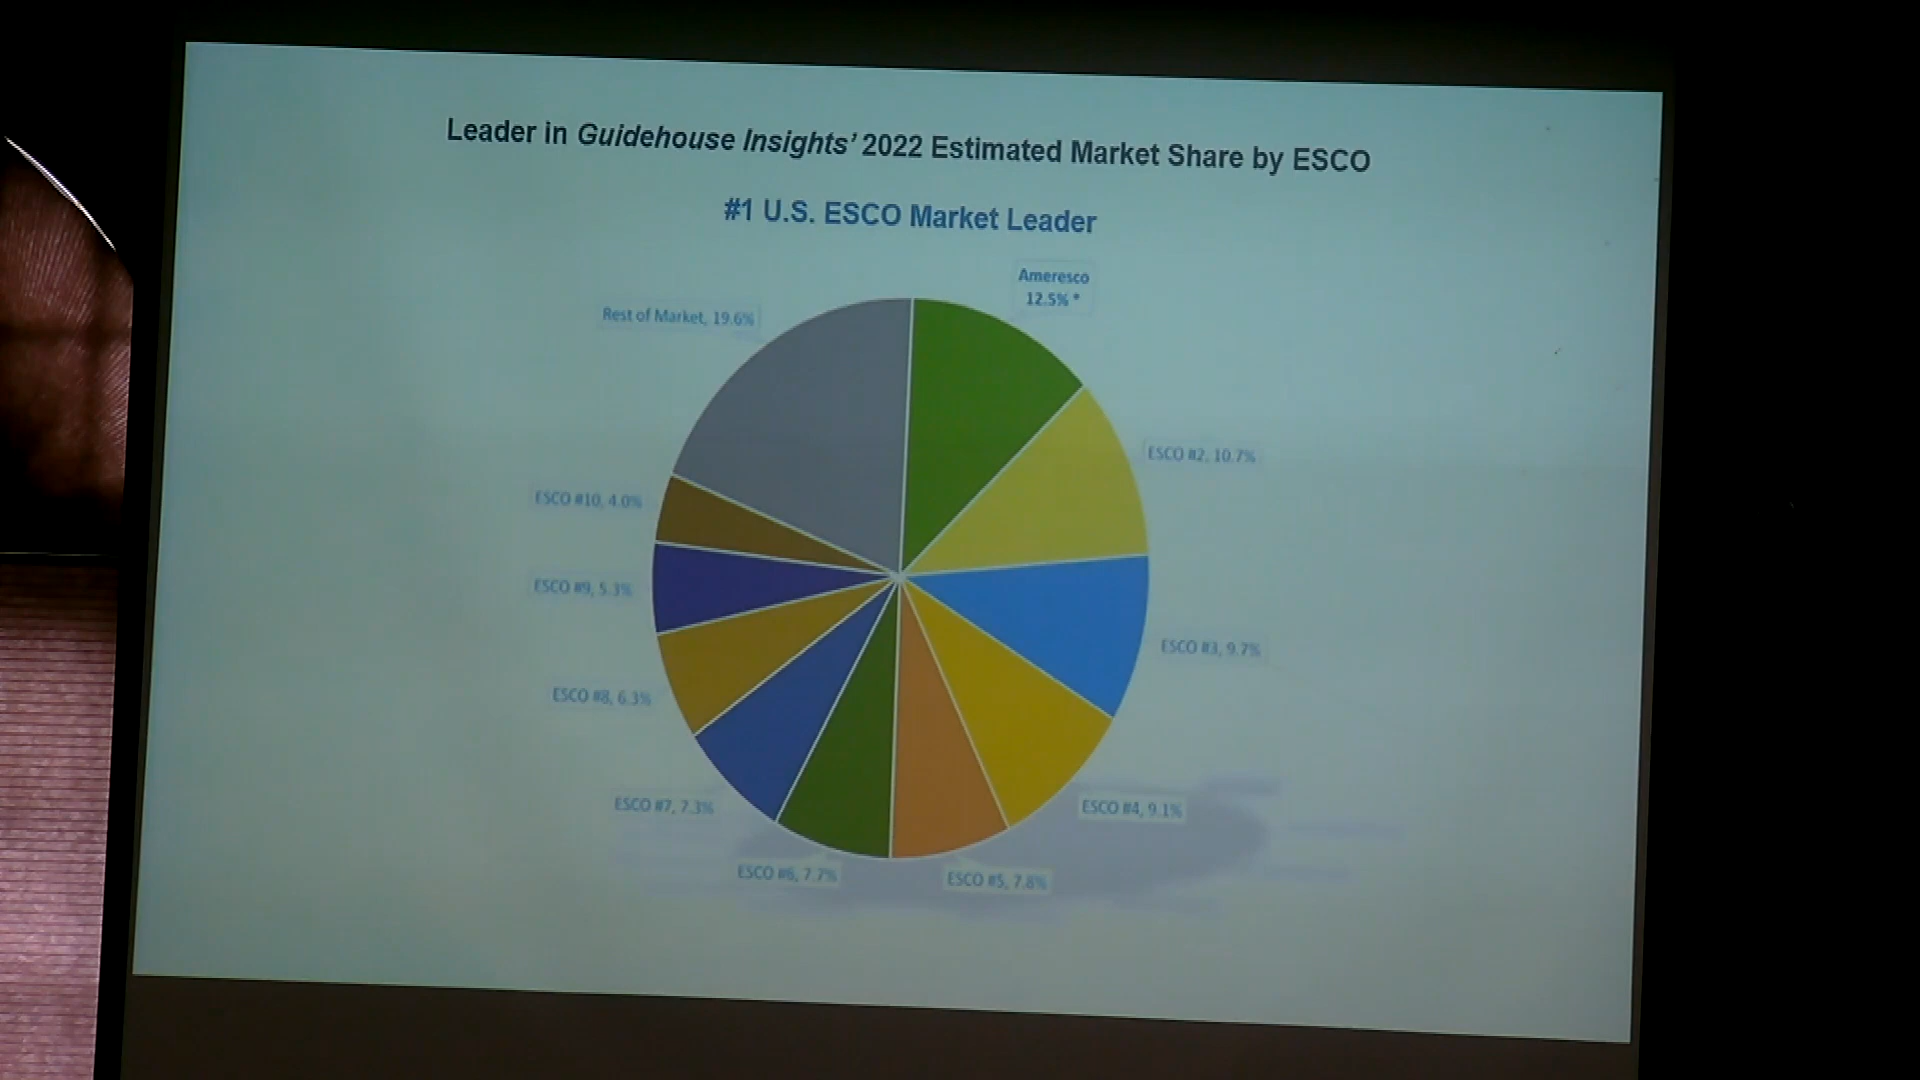 Leader in Guidehouse Insights' 2022 Estimated Market Share by ESCO
#1 U.S. ESCO Market Leader
Ameresco
12.5% *
Rest of Market, 19.6%
ESCO #2, 10.7%
ESCO #10, 4.0%
ESCO #9, 5.3%
ESCO #3, 9.7%
ESCO #8, 6.3%
ESCO #7, 7.3%
ESCO #4, 9.1%
ESCO #6, 7.7%
ESCO #5, 7.8%